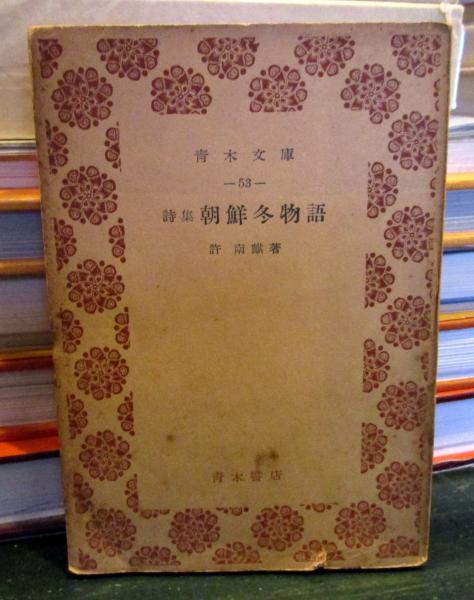 青木文庫
—53—
詩集 朝鮮冬物語
許南麒著
青木書店